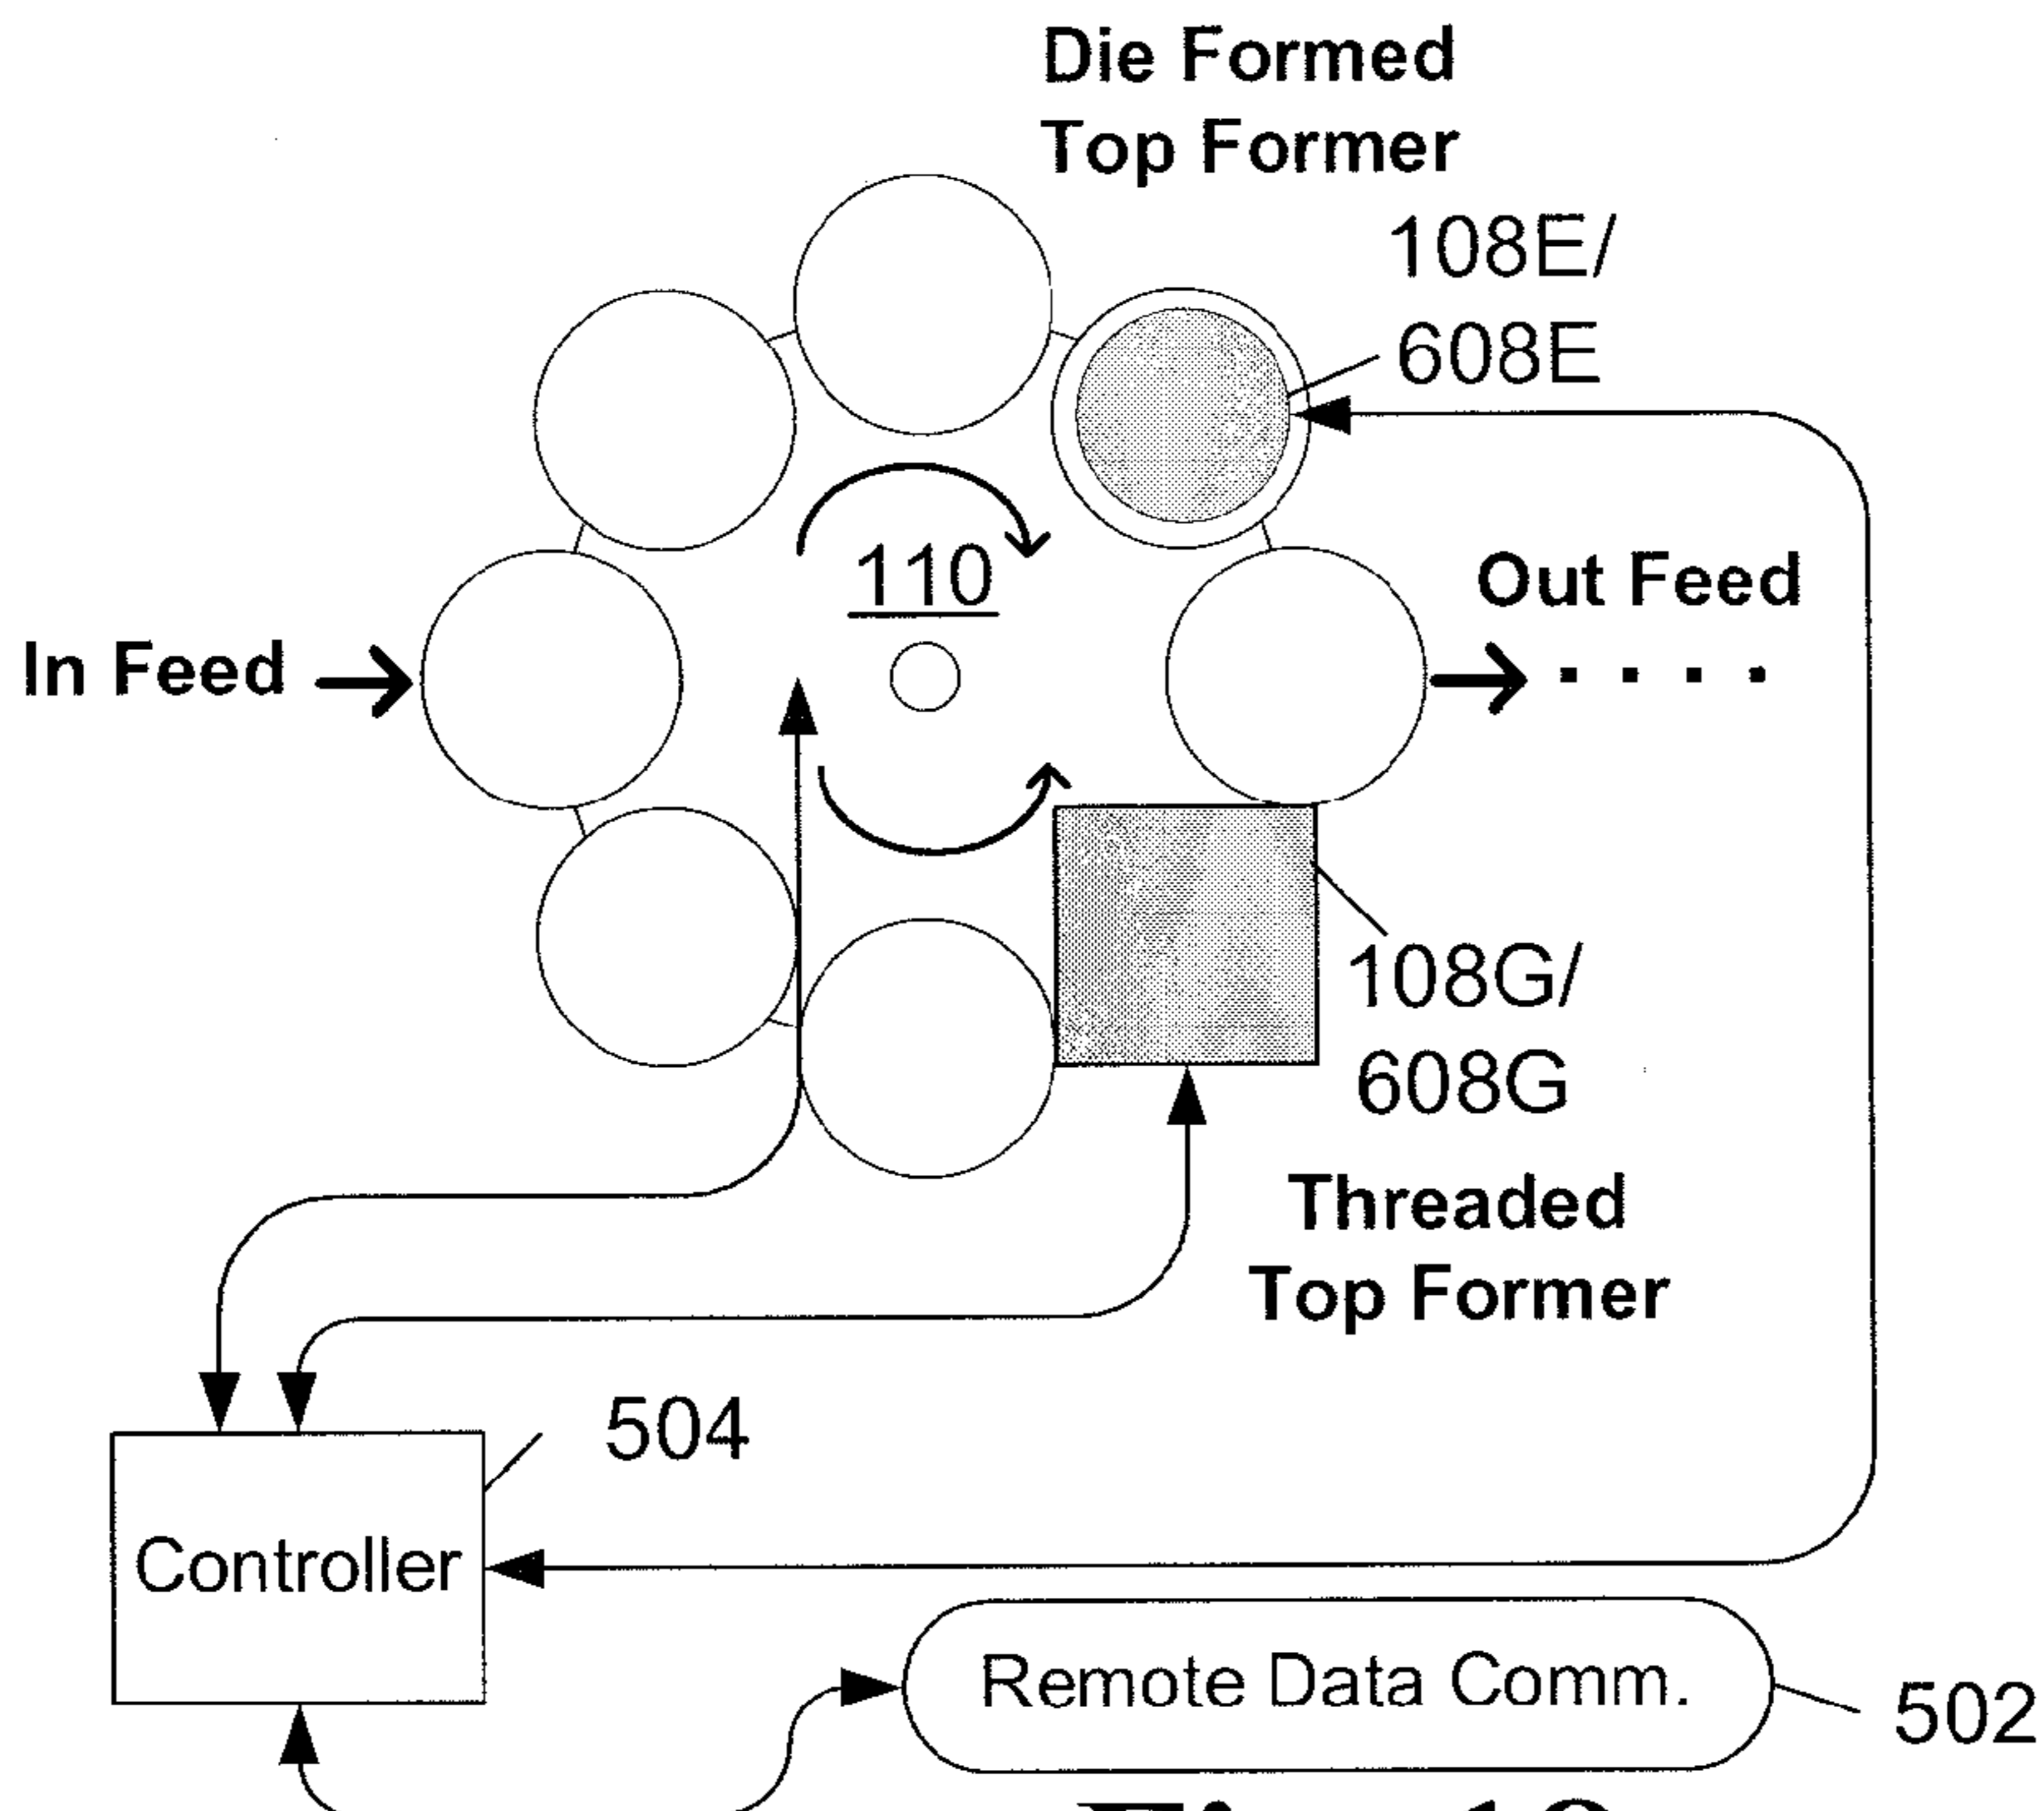 Die Formed
Top Former
108E/
608E
110
Out Feed
In Feed
108G/
608G
Threaded
Top Former
504
Controller
Remote Data Comm.
502